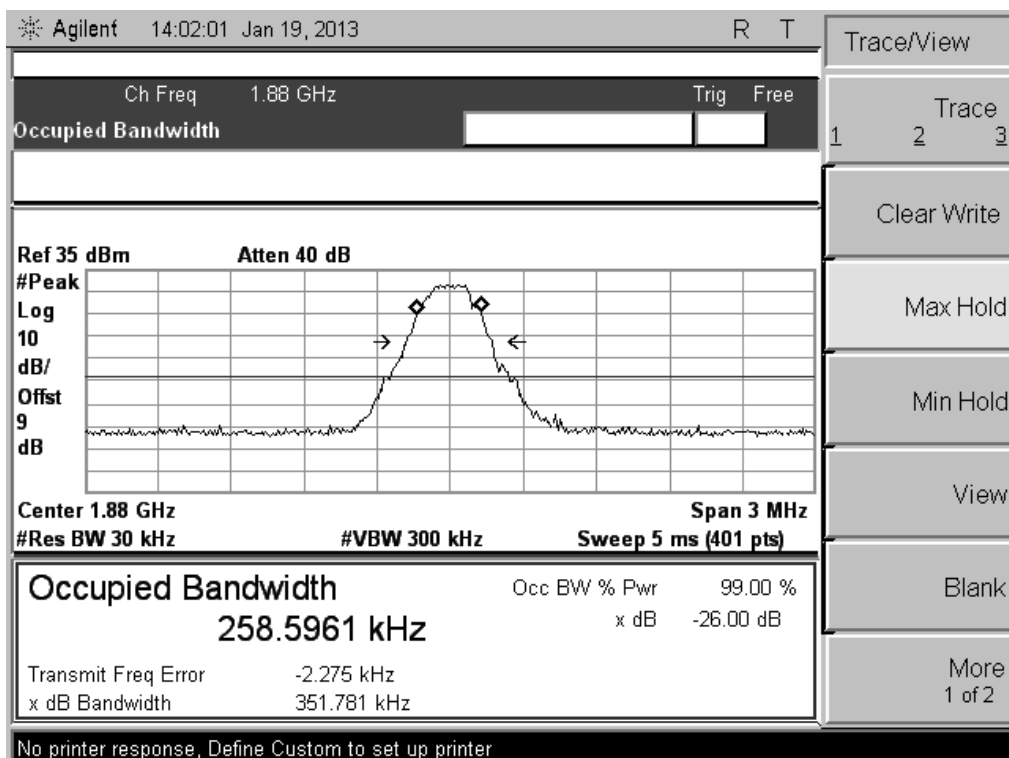 Agilent 14:02:01 Jan 19, 2013 R T
Trace/View
Ch Freq 1.88 GHz Trig Free
Occupied Bandwidth
Trace
1 2 3
Clear Write
Max Hold
Min Hold
View
Blank
More
1 of 2
Ref 35 dBm Atten 40 dB
#Peak
Log
10
dB/
Offst
9
dB
Center 1.88 GHz Span 3 MHz
#Res BW 30 kHz #VBW 300 kHz Sweep 5 ms (401 pts)
Occupied Bandwidth Occ BW % Pwr 99.00 %
258.5961 kHz x dB -26.00 dB
Transmit Freq Error -2.275 kHz
x dB Bandwidth 351.781 kHz
No printer response, Define Custom to set up printer